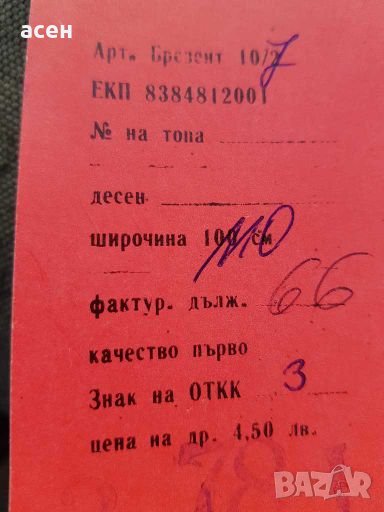 асен
Арт. Брезент 10/7
ЕКП 8384812001
№ на топа
десен
широчина 100 см 110
фактур. дълж. 66
качество първо
Знак на ОТКК 3
цена на др. 4,50 лв.
BAZAR